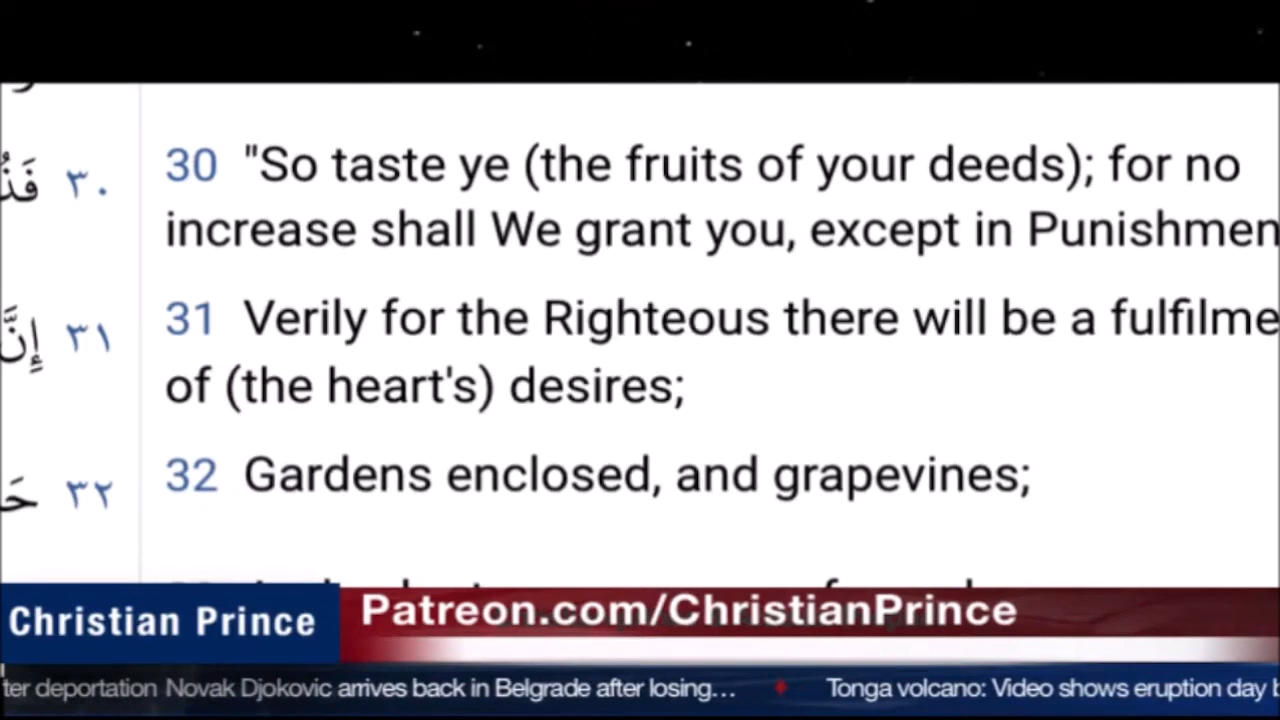 30 "So taste ye (the fruits of your deeds); for no
increase shall We grant you, except in Punishmen
فَذُ ٣٠
31 Verily for the Righteous there will be a fulfilme
of (the heart's) desires;
إِنَّ ٣١
32 Gardens enclosed, and grapevines;
حَ ٣٢
Christian Prince
Patreon.com/ChristianPrince
ter deportation Novak Djokovic arrives back in Belgrade after losing... Tonga volcano: Video shows eruption day b